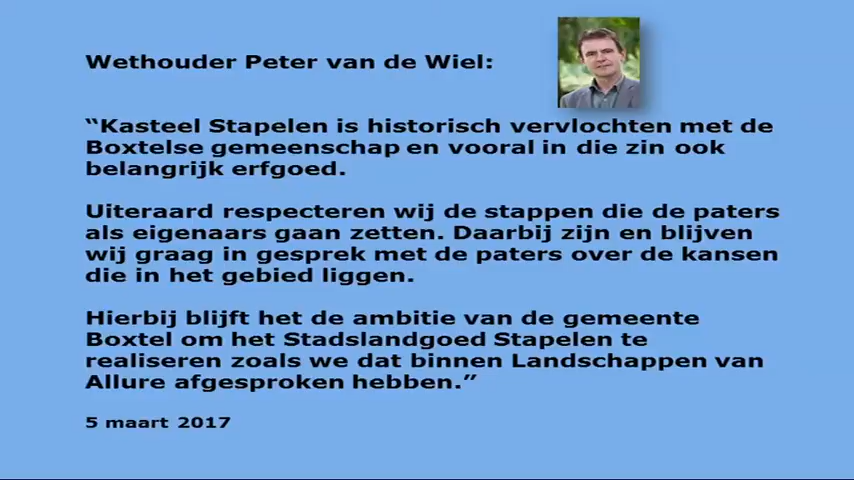 Wethouder Peter van de Wiel:
“Kasteel Stapelen is historisch vervlochten met de
Boxtelse gemeenschap en vooral in die zin ook
belangrijk erfgoed.
Uiteraard respecteren wij de stappen die de paters
als eigenaars gaan zetten. Daarbij zijn en blijven
wij graag in gesprek met de paters over de kansen
die in het gebied liggen.
Hierbij blijft het de ambitie van de gemeente
Boxtel om het Stadslandgoed Stapelen te
realiseren zoals we dat binnen Landschappen van
Allure afgesproken hebben.”
5 maart 2017